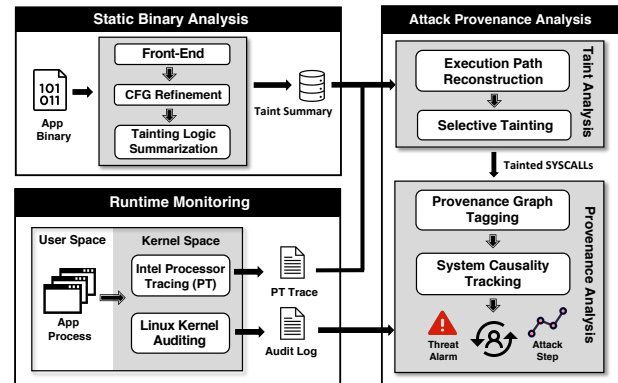 Static Binary Analysis
Front-End
CFG Refinement
Tainting Logic
Summarization
101
011
App
Binary
Taint Summary
Runtime Monitoring
User Space
Kernel Space
Intel Processor
Tracing (PT)
Linux Kernel
Auditing
App
Process
PT Trace
Audit Log
Attack Provenance Analysis
Execution Path
Reconstruction
Selective Tainting
Taint Analysis
Tainted SYSCALLs
Provenance Graph
Tagging
System Causality
Tracking
Threat
Alarm
Attack
Step
Provenance Analysis